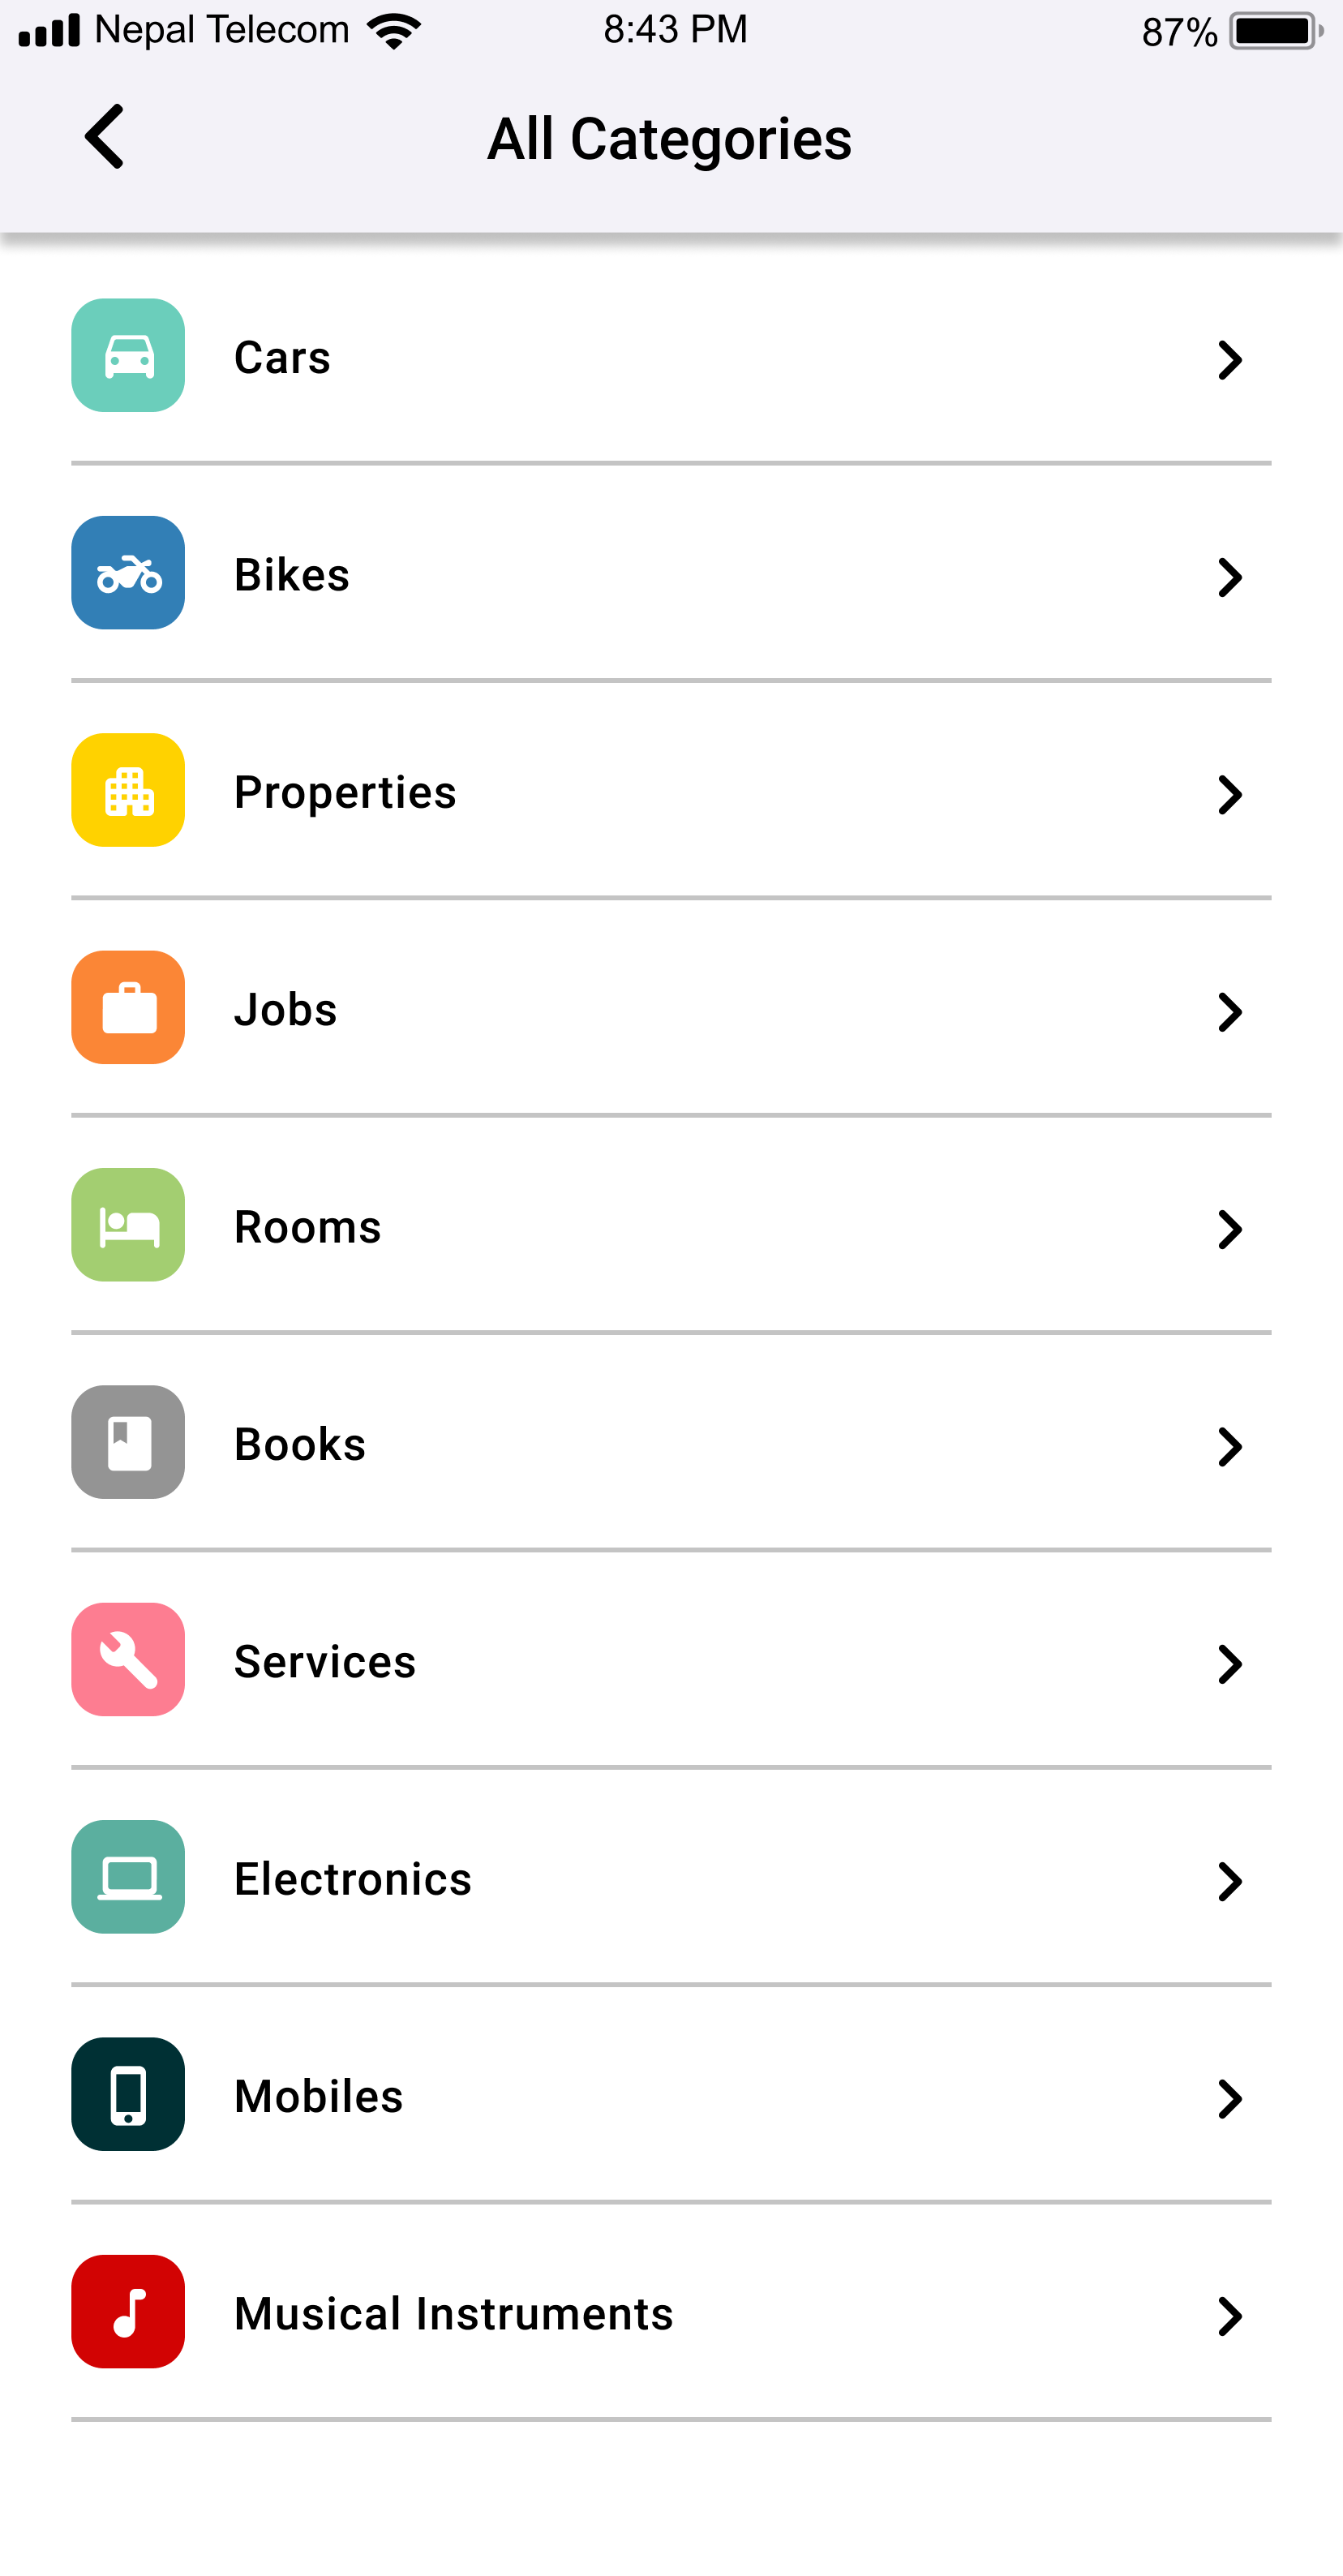 Nepal Telecom 8:43 PM 87%
All Categories
Cars
Bikes
Properties
Jobs
Rooms
Books
Services
Electronics
Mobiles
Musical Instruments